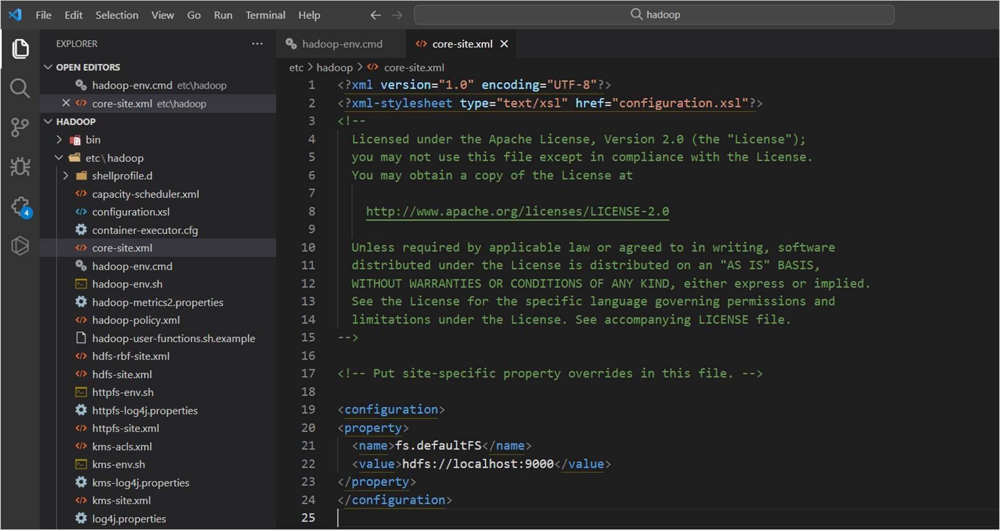 File Edit Selection View Go Run Terminal Help
hadoop
EXPLORER ···
OPEN EDITORS
hadoop-env.cmd etc\hadoop
core-site.xml etc\hadoop
HADOOP
bin
etc\hadoop
shellprofile.d
capacity-scheduler.xml
configuration.xsl
container-executor.cfg
core-site.xml
hadoop-env.cmd
hadoop-env.sh
hadoop-metrics2.properties
hadoop-policy.xml
hadoop-user-functions.sh.example
hdfs-rbf-site.xml
hdfs-site.xml
httpfs-env.sh
httpfs-log4j.properties
httpfs-site.xml
kms-acls.xml
kms-env.sh
kms-log4j.properties
kms-site.xml
log4j.properties
4
hadoop-env.cmd
core-site.xml
etc > hadoop > core-site.xml
1 <?xml version="1.0" encoding="UTF-8"?>
2 <?xml-stylesheet type="text/xsl" href="configuration.xsl"?>
3 <!--
4 Licensed under the Apache License, Version 2.0 (the "License");
5 you may not use this file except in compliance with the License.
6 You may obtain a copy of the License at
7
8 http://www.apache.org/licenses/LICENSE-2.0
9
10 Unless required by applicable law or agreed to in writing, software
11 distributed under the License is distributed on an "AS IS" BASIS,
12 WITHOUT WARRANTIES OR CONDITIONS OF ANY KIND, either express or implied.
13 See the License for the specific language governing permissions and
14 limitations under the License. See accompanying LICENSE file.
15 -->
16
17 <!-- Put site-specific property overrides in this file. -->
18
19 <configuration>
20 <property>
21 <name>fs.defaultFS</name>
22 <value>hdfs://localhost:9000</value>
23 </property>
24 </configuration>
25